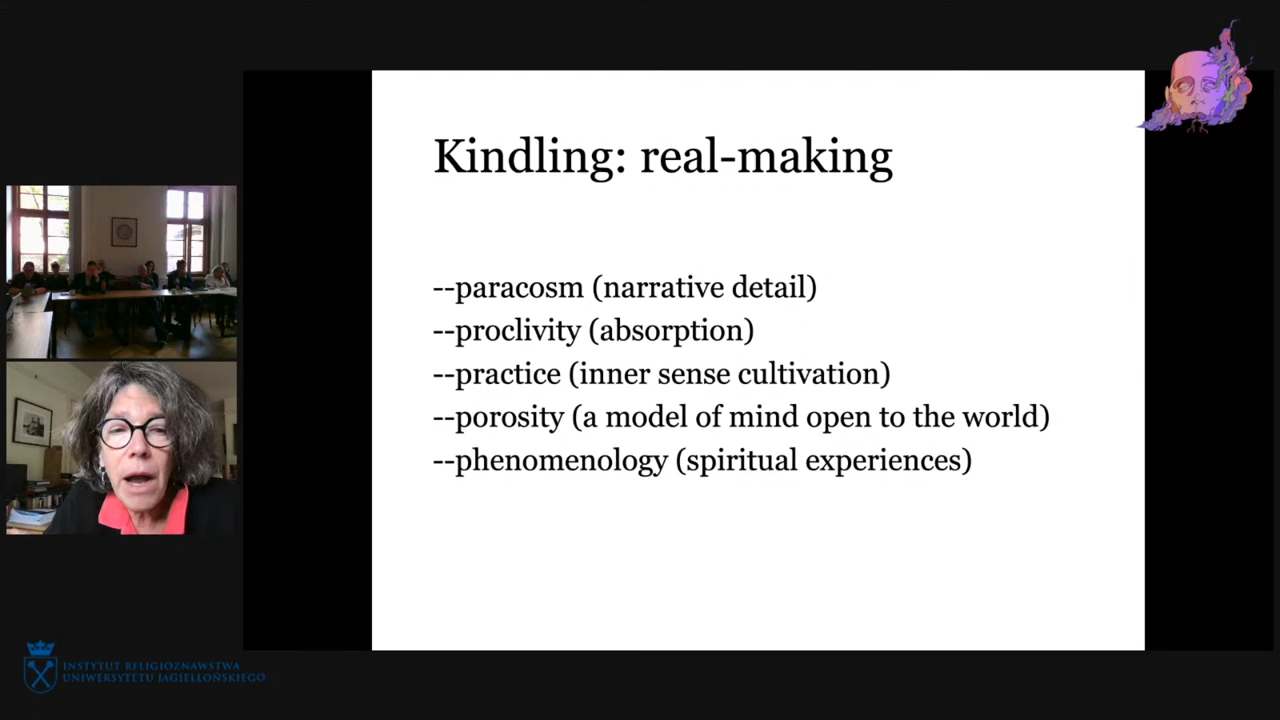 Kindling: real-making
--paracosm (narrative detail)
--proclivity (absorption)
--practice (inner sense cultivation)
--porosity (a model of mind open to the world)
--phenomenology (spiritual experiences)
INSTYTUT RELIGIOZNAWSTWA
UNIWERSYTETU JAGIELLOŃSKIEGO